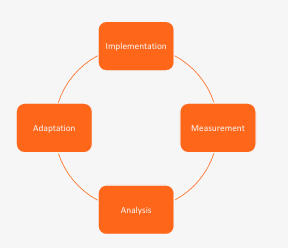 Implementation
Measurement
Analysis
Adaptation